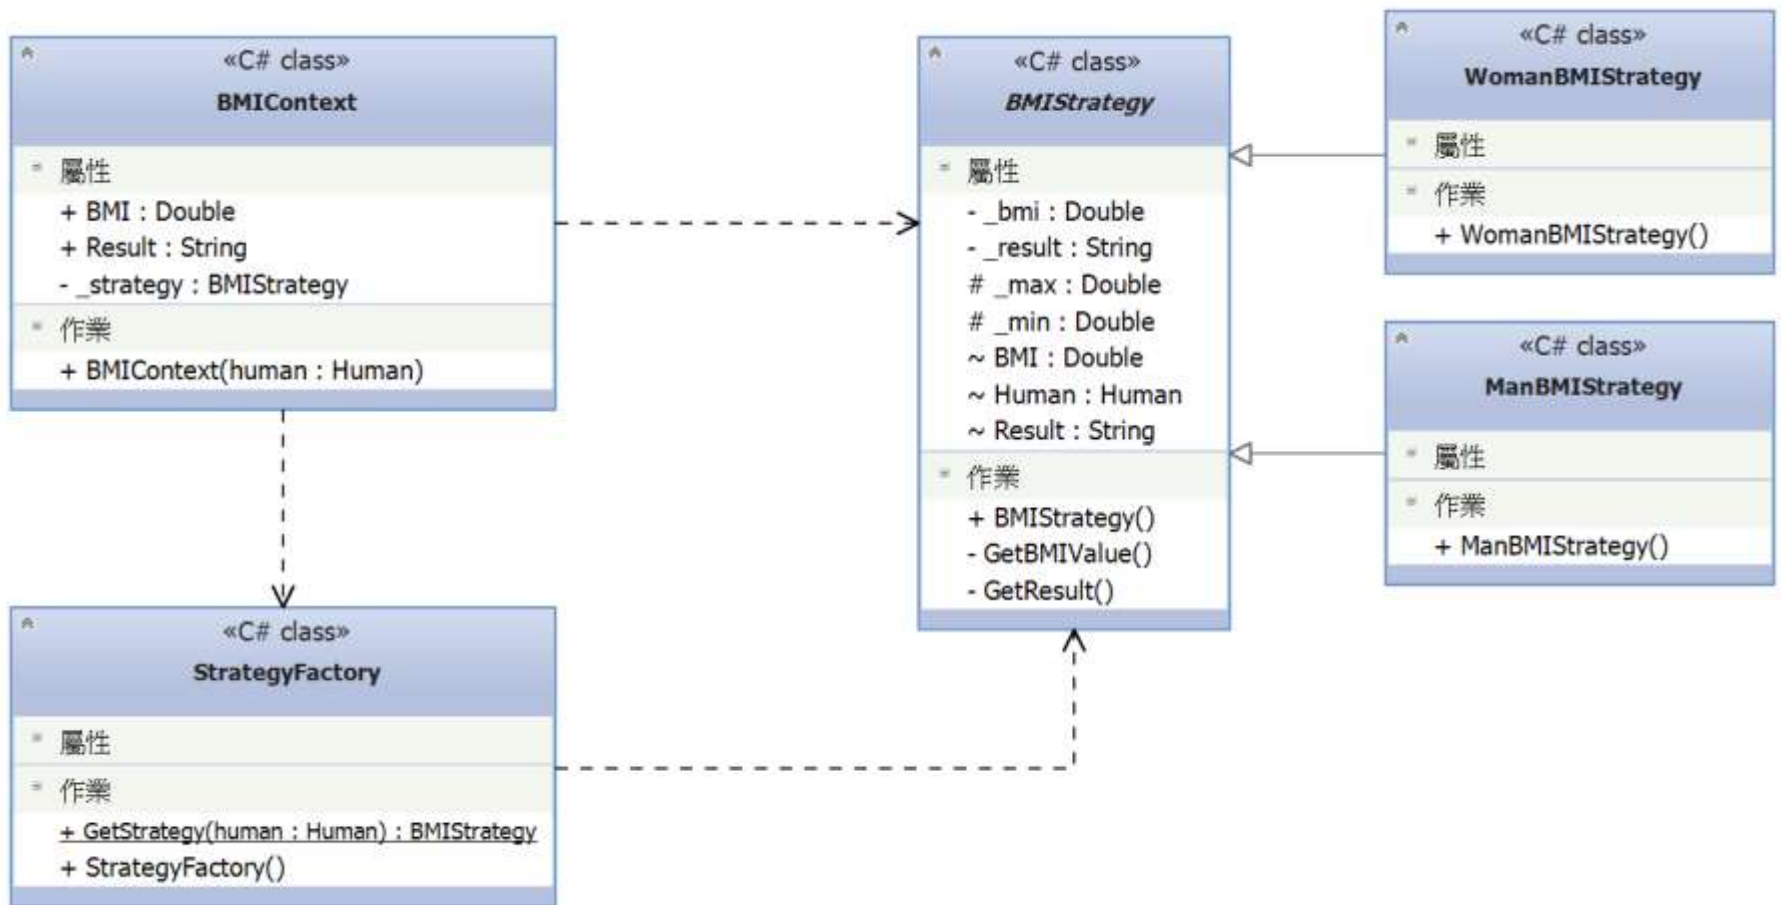 «C# class»
BMIContext
屬性
+ BMI : Double
+ Result : String
- _strategy : BMIStrategy
作業
+ BMIContext(human : Human)
«C# class»
BMIStrategy
屬性
- _bmi : Double
- _result : String
# _max : Double
# _min : Double
~ BMI : Double
~ Human : Human
~ Result : String
作業
+ BMIStrategy()
- GetBMIValue()
- GetResult()
«C# class»
WomanBMIStrategy
屬性
作業
+ WomanBMIStrategy()
«C# class»
ManBMIStrategy
屬性
作業
+ ManBMIStrategy()
«C# class»
StrategyFactory
屬性
作業
+ GetStrategy(human : Human) : BMIStrategy
+ StrategyFactory()